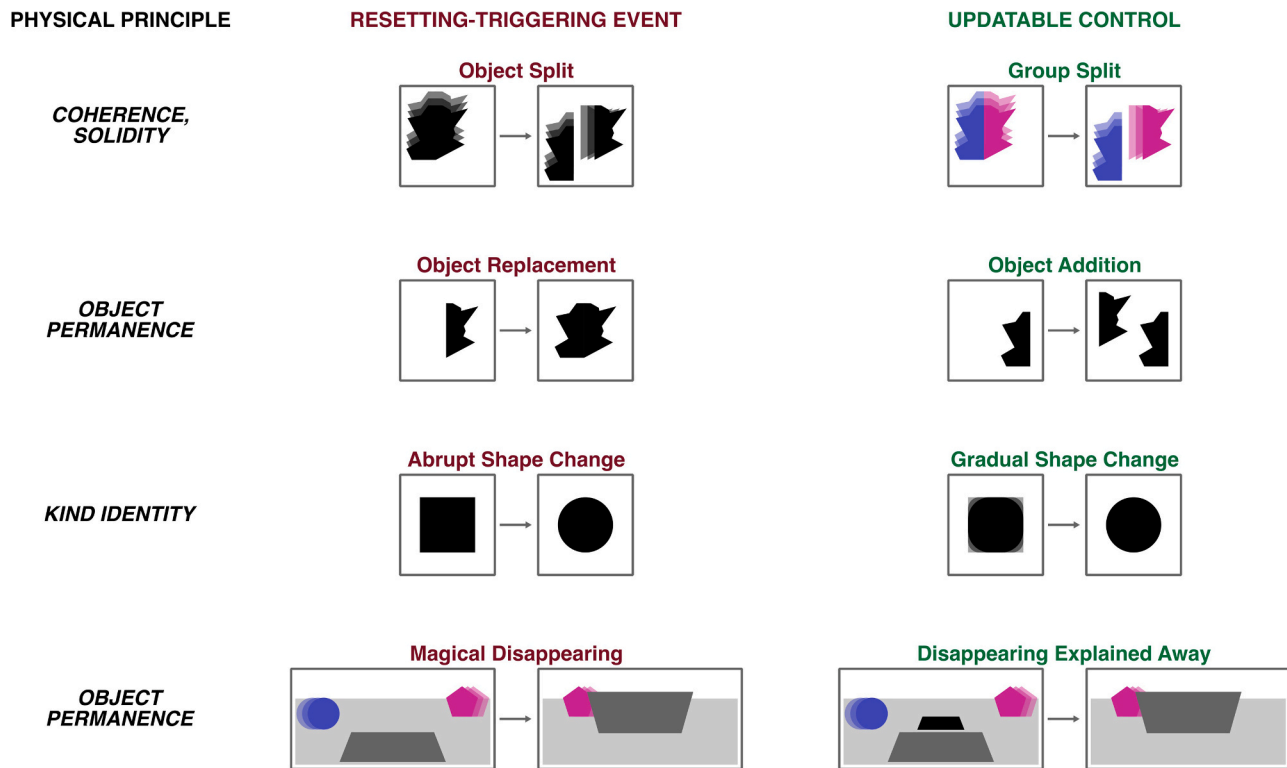 PHYSICAL PRINCIPLE
RESETTING-TRIGGERING EVENT
UPDATABLE CONTROL
Object Split
Group Split
COHERENCE,
SOLIDITY
Object Replacement
Object Addition
OBJECT
PERMANENCE
Abrupt Shape Change
Gradual Shape Change
KIND IDENTITY
Magical Disappearing
Disappearing Explained Away
OBJECT
PERMANENCE